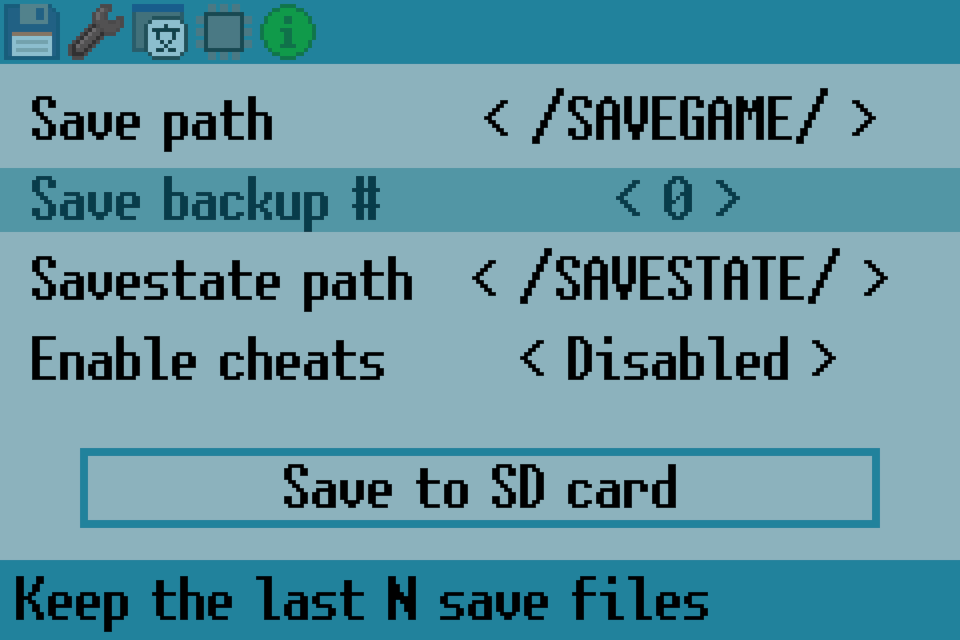 Save path < /SAVEGAME/ >
Save backup # < 0 >
Savestate path < /SAVESTATE/ >
Enable cheats < Disabled >
Save to SD card
Keep the last N save files